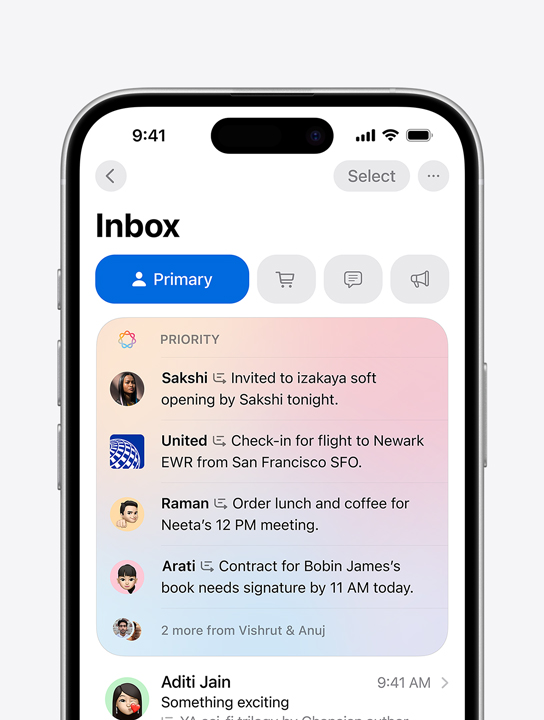 9:41
Select
Inbox
Primary
PRIORITY
Sakshi Invited to izakaya soft
opening by Sakshi tonight.
United Check-in for flight to Newark
EWR from San Francisco SFO.
Raman Order lunch and coffee for
Neeta’s 12 PM meeting.
Arati Contract for Bobin James’s
book needs signature by 11 AM today.
2 more from Vishrut & Anuj
Aditi Jain 9:41 AM
Something exciting